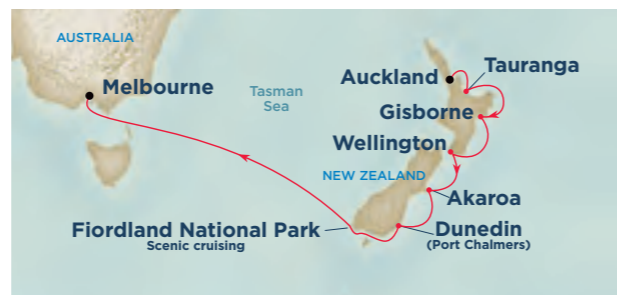 AUSTRALIA
Melbourne
Tasman
Sea
Auckland
Tauranga
Gisborne
Wellington
NEW ZEALAND
Akaroa
Fiordland National Park
Scenic cruising
Dunedin
(Port Chalmers)